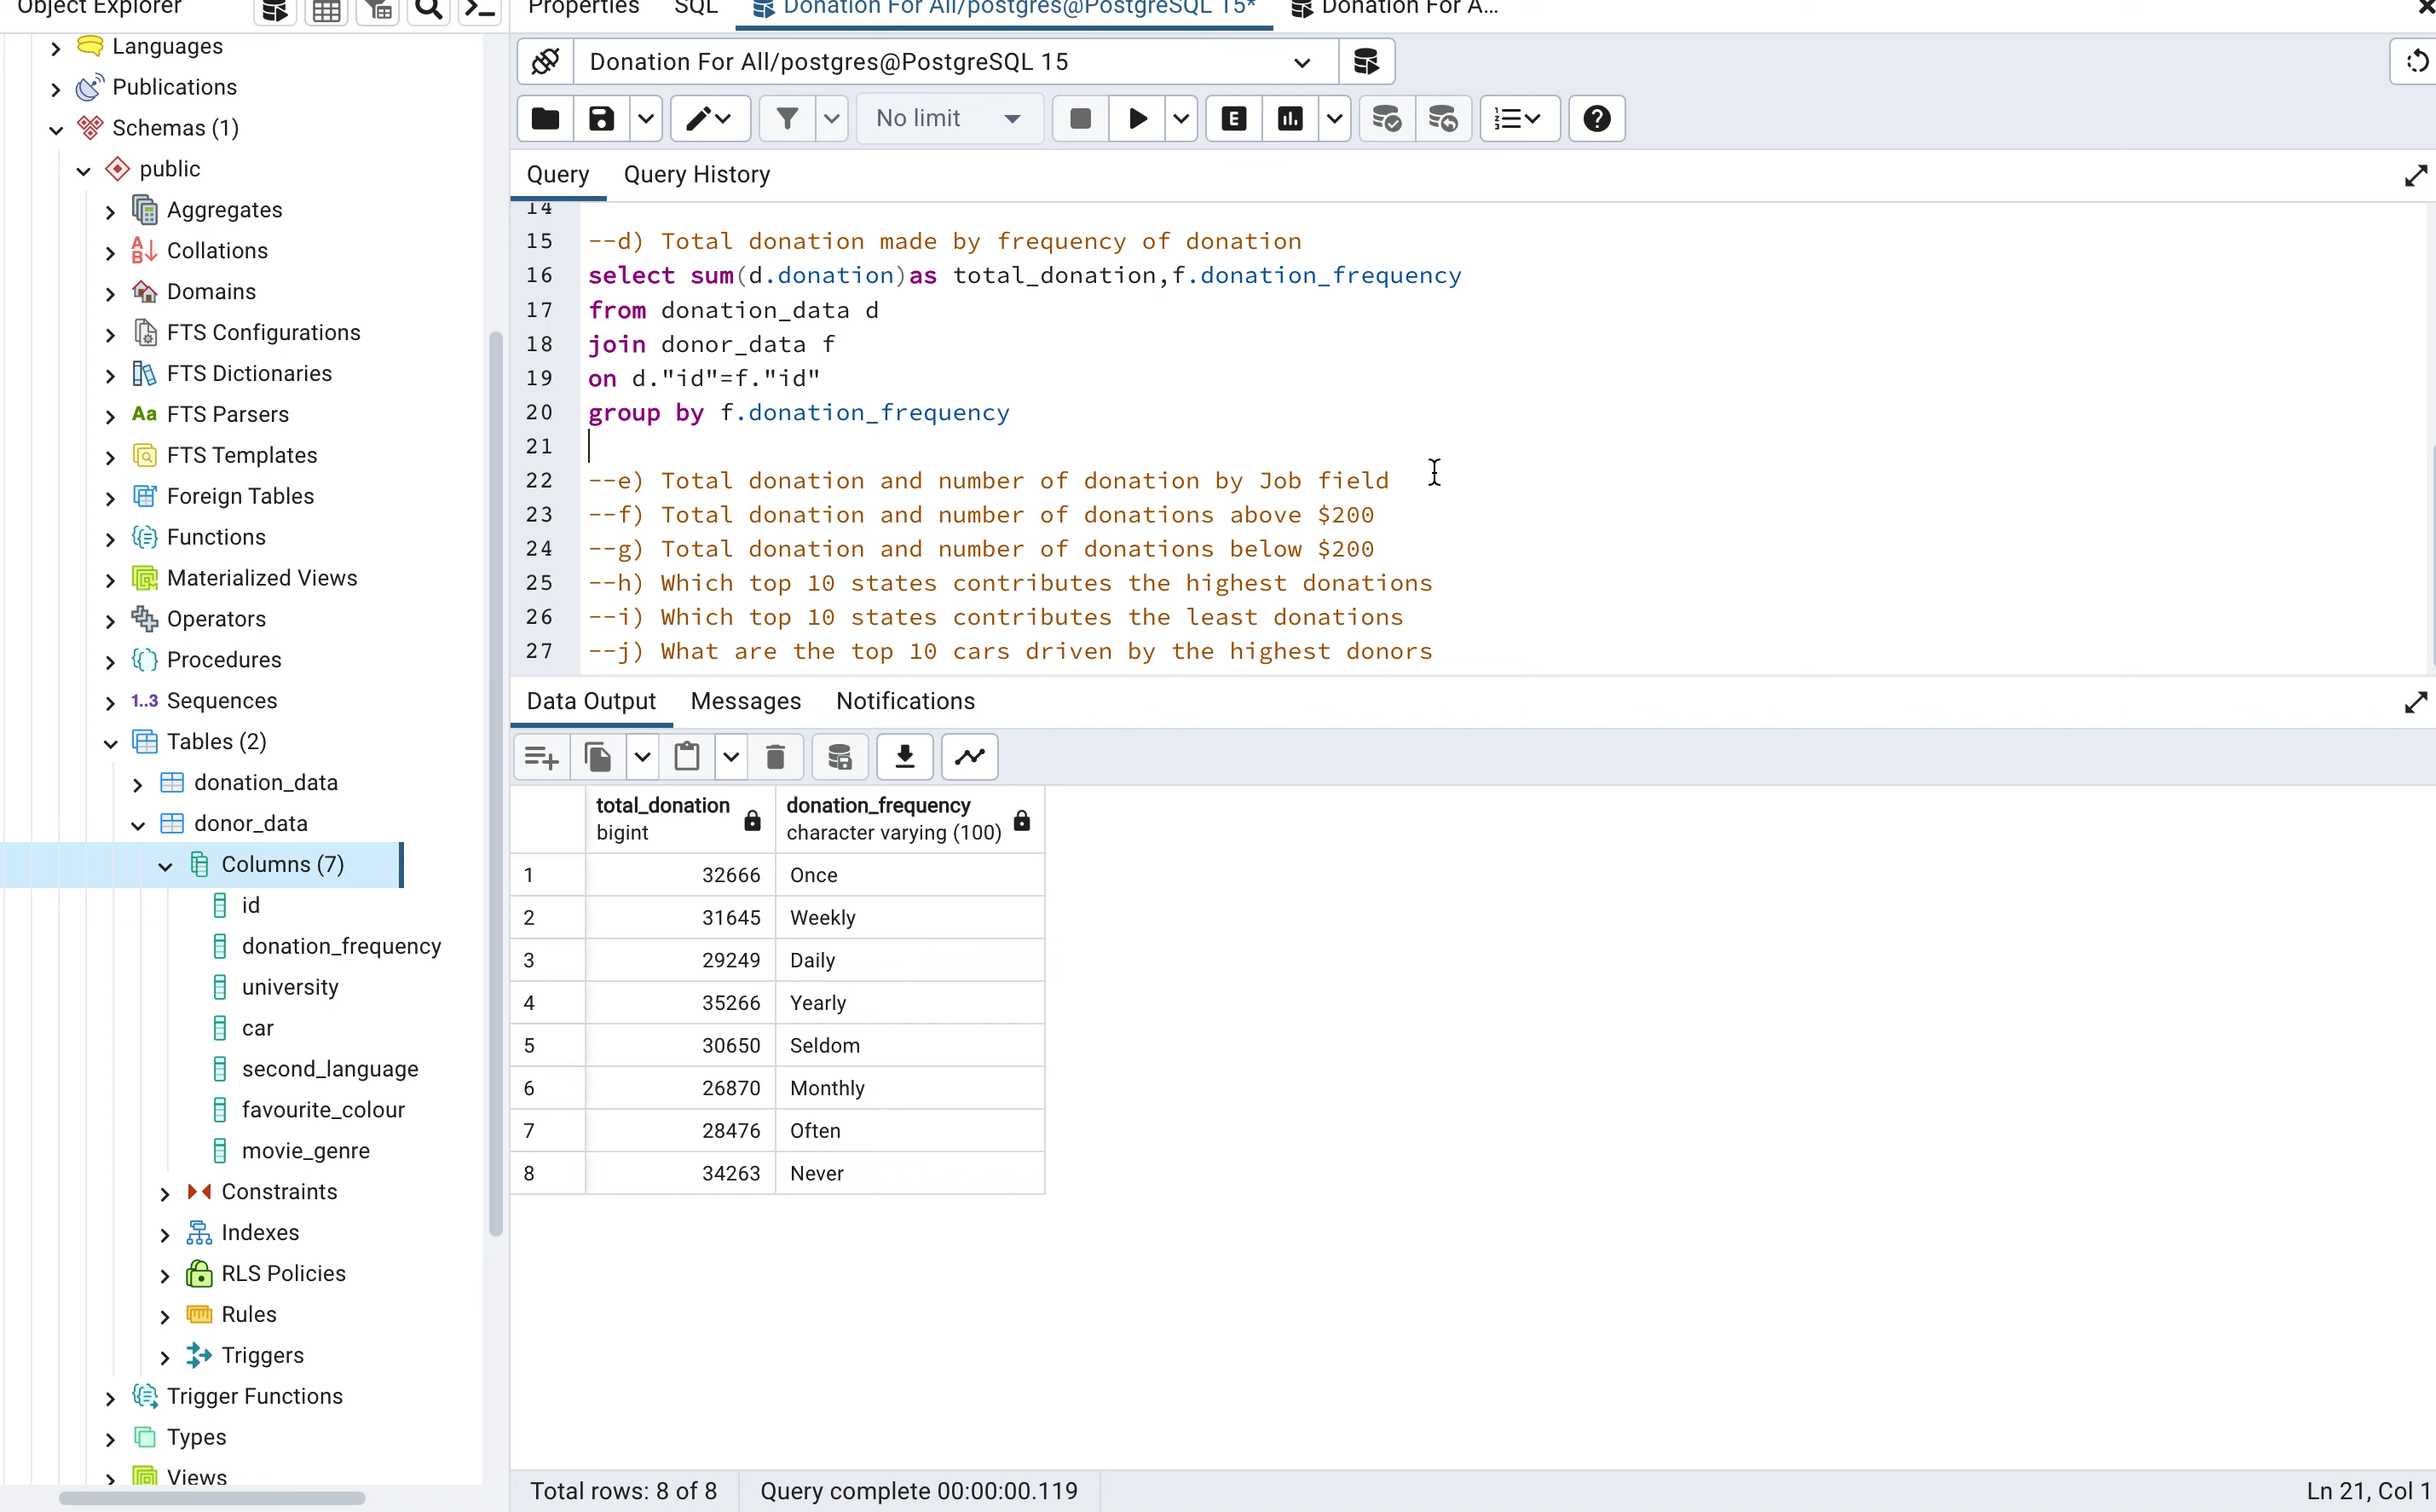 Object Explorer
Properties
SQL
Donation For All/postgres@PostgreSQL 15*
Donation For A...
Languages
Publications
Schemas (1)
public
Aggregates
Collations
Domains
FTS Configurations
FTS Dictionaries
Aa FTS Parsers
FTS Templates
Foreign Tables
Functions
Materialized Views
Operators
Procedures
1..3 Sequences
Tables (2)
donation_data
donor_data
Columns (7)
id
donation_frequency
university
car
second_language
favourite_colour
movie_genre
Constraints
Indexes
RLS Policies
Rules
Triggers
Trigger Functions
Types
Views
Donation For All/postgres@PostgreSQL 15
No limit
E
Query Query History
14
15 --d) Total donation made by frequency of donation
16 select sum(d.donation)as total_donation,f.donation_frequency
17 from donation_data d
18 join donor_data f
19 on d."id"=f."id"
20 group by f.donation_frequency
21
22 --e) Total donation and number of donation by Job field
23 --f) Total donation and number of donations above $200
24 --g) Total donation and number of donations below $200
25 --h) Which top 10 states contributes the highest donations
26 --i) Which top 10 states contributes the least donations
27 --j) What are the top 10 cars driven by the highest donors
Data Output Messages Notifications
total_donation donation_frequency
bigint character varying (100)
1 32666 Once
2 31645 Weekly
3 29249 Daily
4 35266 Yearly
5 30650 Seldom
6 26870 Monthly
7 28476 Often
8 34263 Never
Total rows: 8 of 8 Query complete 00:00:00.119 Ln 21, Col 1